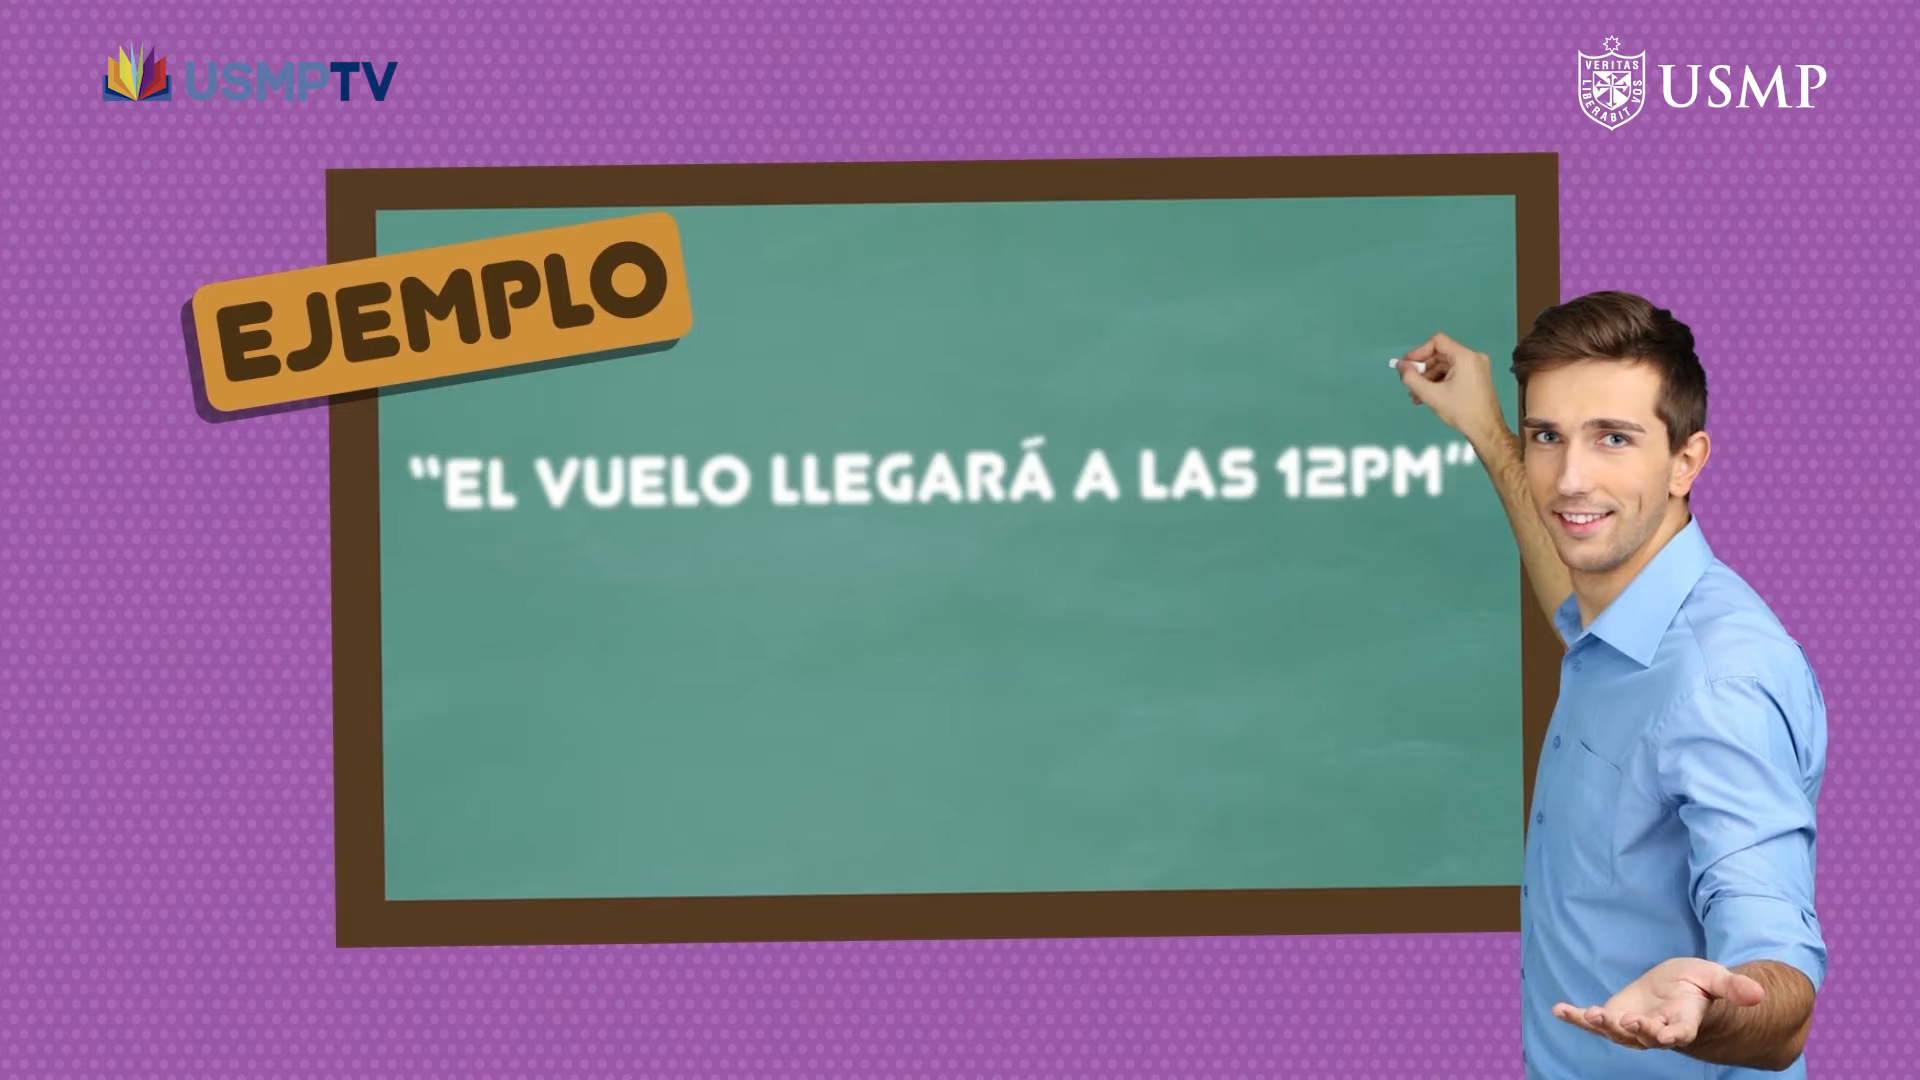 USMPTV
VERITAS
LIBERABIT VOS
USMP
EJEMPLO
“EL VUELO LLEGARÁ A LAS 12PM”